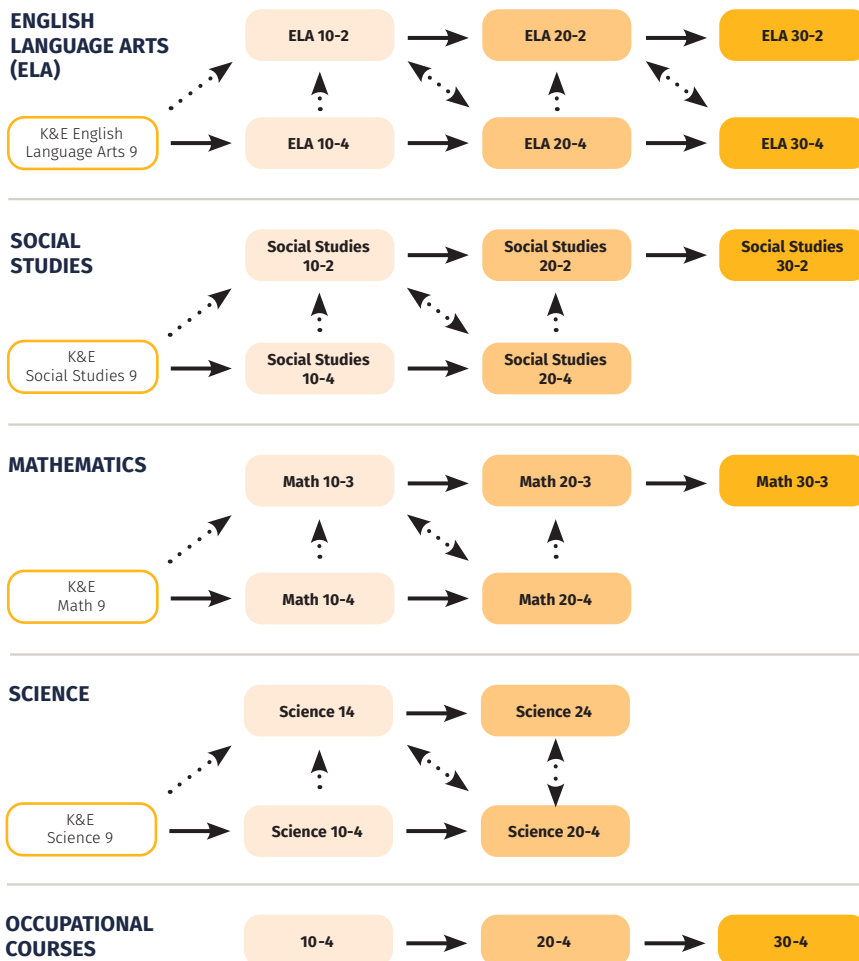 ENGLISH
LANGUAGE ARTS
(ELA)
ELA 10-2
ELA 20-2
ELA 30-2
K&E English
Language Arts 9
ELA 10-4
ELA 20-4
ELA 30-4
SOCIAL
STUDIES
Social Studies
10-2
Social Studies
20-2
Social Studies
30-2
K&E
Social Studies 9
Social Studies
10-4
Social Studies
20-4
MATHEMATICS
Math 10-3
Math 20-3
Math 30-3
K&E
Math 9
Math 10-4
Math 20-4
SCIENCE
Science 14
Science 24
K&E
Science 9
Science 10-4
Science 20-4
OCCUPATIONAL
COURSES
10-4
20-4
30-4